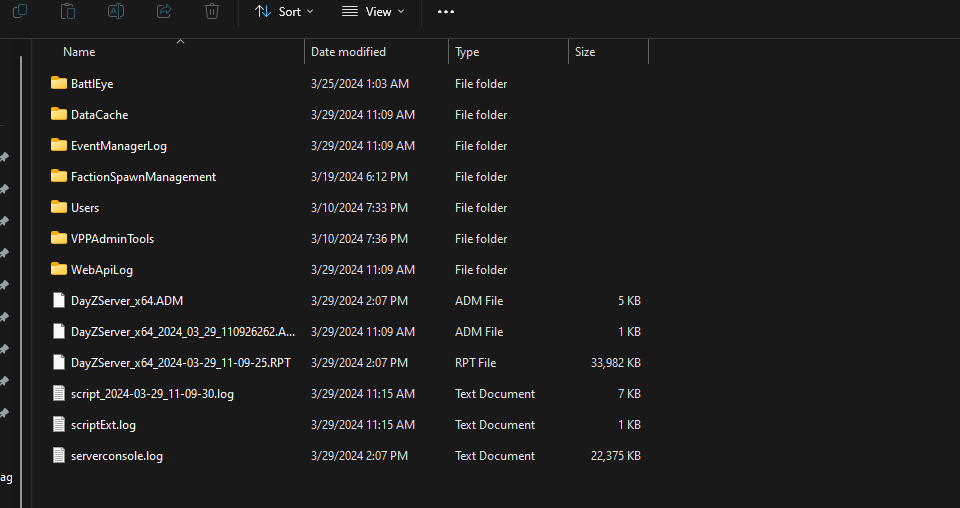 Sort View
Name Date modified Type Size
BattlEye 3/25/2024 1:03 AM File folder
DataCache 3/29/2024 11:09 AM File folder
EventManagerLog 3/29/2024 11:09 AM File folder
FactionSpawnManagement 3/19/2024 6:12 PM File folder
Users 3/10/2024 7:33 PM File folder
VPPAdminTools 3/10/2024 7:36 PM File folder
WebApiLog 3/29/2024 11:09 AM File folder
DayZServer_x64.ADM 3/29/2024 2:07 PM ADM File 5 KB
DayZServer_x64_2024_03_29_110926262.A... 3/29/2024 11:09 AM ADM File 1 KB
DayZServer_x64_2024-03-29_11-09-25.RPT 3/29/2024 2:07 PM RPT File 33,982 KB
script_2024-03-29_11-09-30.log 3/29/2024 11:15 AM Text Document 7 KB
scriptExt.log 3/29/2024 11:15 AM Text Document 1 KB
serverconsole.log 3/29/2024 2:07 PM Text Document 22,375 KB
ag